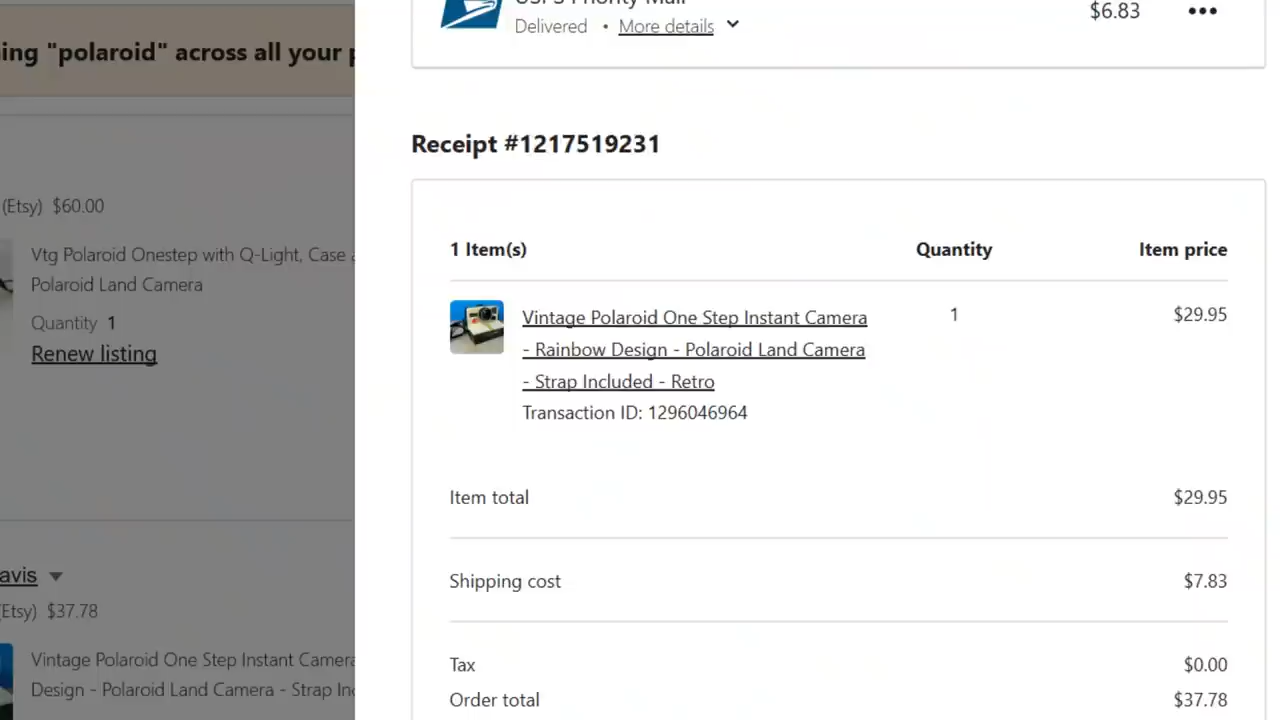 ing "polaroid" across all your
(Etsy) $60.00
Vtg Polaroid Onestep with Q-Light, Case
Polaroid Land Camera
Quantity 1
Renew listing
avis
(Etsy) $37.78
Vintage Polaroid One Step Instant Camera
Design - Polaroid Land Camera - Strap
USPS Priority Mail
Delivered • More details
$6.83
Receipt #1217519231
1 Item(s) Quantity Item price
Vintage Polaroid One Step Instant Camera 1 $29.95
- Rainbow Design - Polaroid Land Camera
- Strap Included - Retro
Transaction ID: 1296046964
Item total $29.95
Shipping cost $7.83
Tax $0.00
Order total $37.78